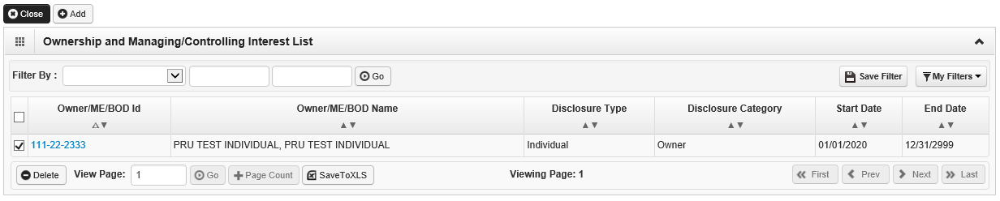 Close Add
Ownership and Managing/Controlling Interest List
Filter By : Go Save Filter My Filters
Owner/ME/BOD Id Owner/ME/BOD Name Disclosure Type Disclosure Category Start Date End Date
111-22-2333 PRU TEST INDIVIDUAL, PRU TEST INDIVIDUAL Individual Owner 01/01/2020 12/31/2999
Delete View Page: 1 Go Page Count SaveToXLS Viewing Page: 1 First Prev Next Last